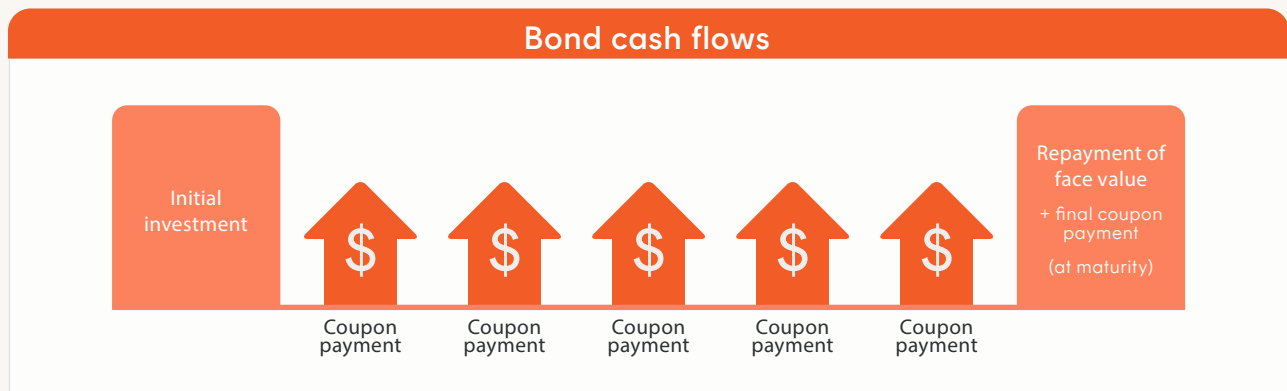 Bond cash flows
Initial
investment
$
$
$
$
$
Repayment of
face value
+ final coupon
payment
(at maturity)
Coupon
payment
Coupon
payment
Coupon
payment
Coupon
payment
Coupon
payment